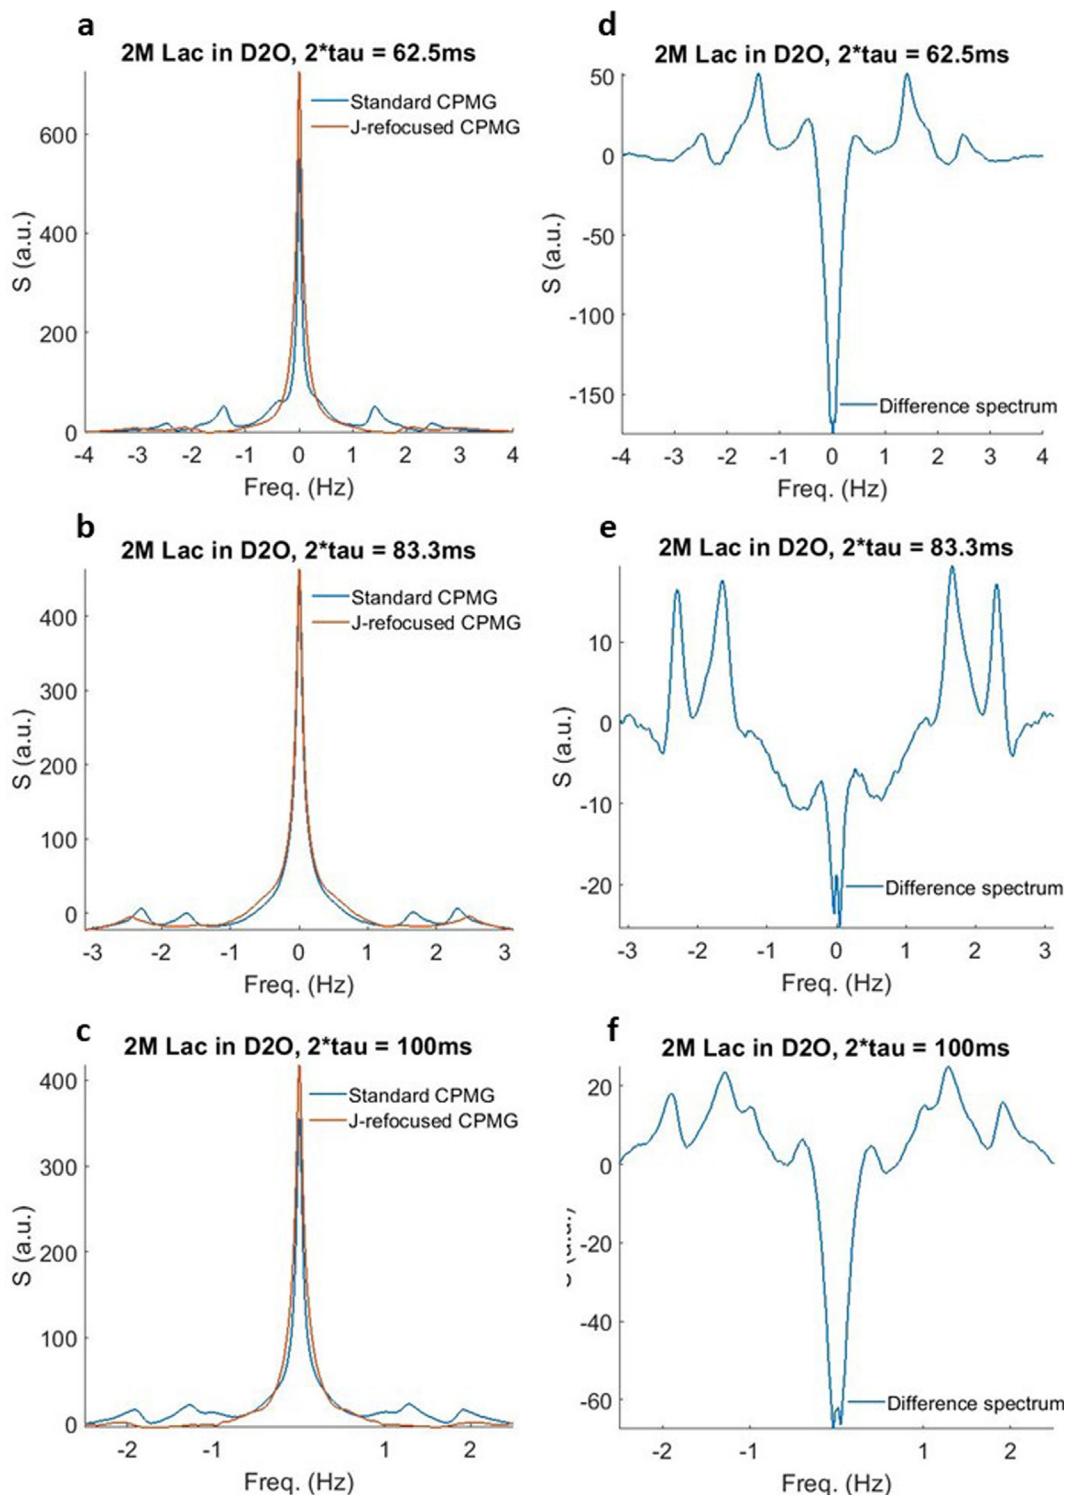 a
2M Lac in D2O, 2*tau = 62.5ms
Standard CPMG
J-refocused CPMG
600
400
200
0
S (a.u.)
-4 -3 -2 -1 0 1 2 3 4
Freq. (Hz)
d
2M Lac in D2O, 2*tau = 62.5ms
50
0
-50
-100
-150
S (a.u.)
Difference spectrum
-4 -3 -2 -1 0 1 2 3 4
Freq. (Hz)
b
2M Lac in D2O, 2*tau = 83.3ms
Standard CPMG
J-refocused CPMG
400
300
200
100
0
S (a.u.)
-3 -2 -1 0 1 2 3
Freq. (Hz)
e
2M Lac in D2O, 2*tau = 83.3ms
10
0
-10
-20
S (a.u.)
Difference spectrum
-3 -2 -1 0 1 2 3
Freq. (Hz)
c
2M Lac in D2O, 2*tau = 100ms
Standard CPMG
J-refocused CPMG
400
300
200
100
0
S (a.u.)
-2 -1 1 2
Freq. (Hz)
f
2M Lac in D2O, 2*tau = 100ms
20
0
-20
-40
-60
Difference spectrum
-2 -1 1 2
Freq. (Hz)